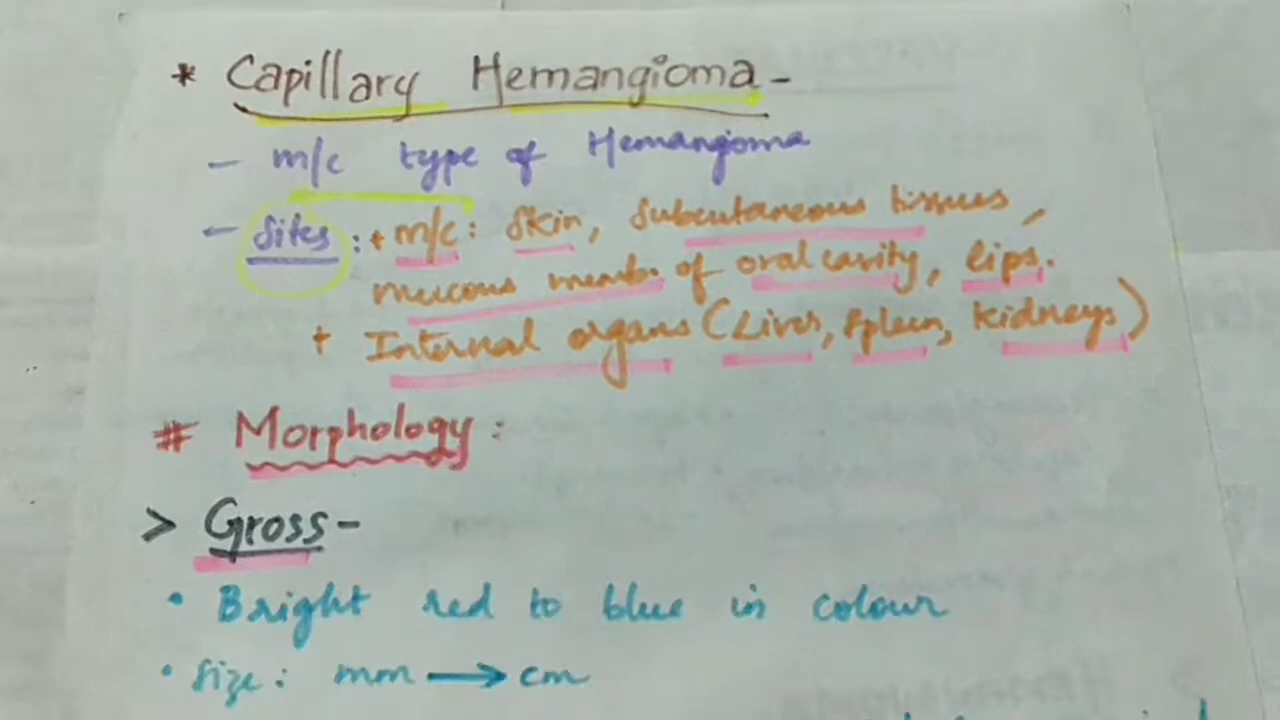 * Capillary Hemangioma -
- m/c type of Hemangioma
- Sites : + m/c : Skin, Subcutaneous tissues,
mucous memb. of oral cavity, lips.
+ Internal organs (Liver, Spleen, Kidneys)
# Morphology :
> Gross -
• Bright red to blue in colour
• Size : mm → cm